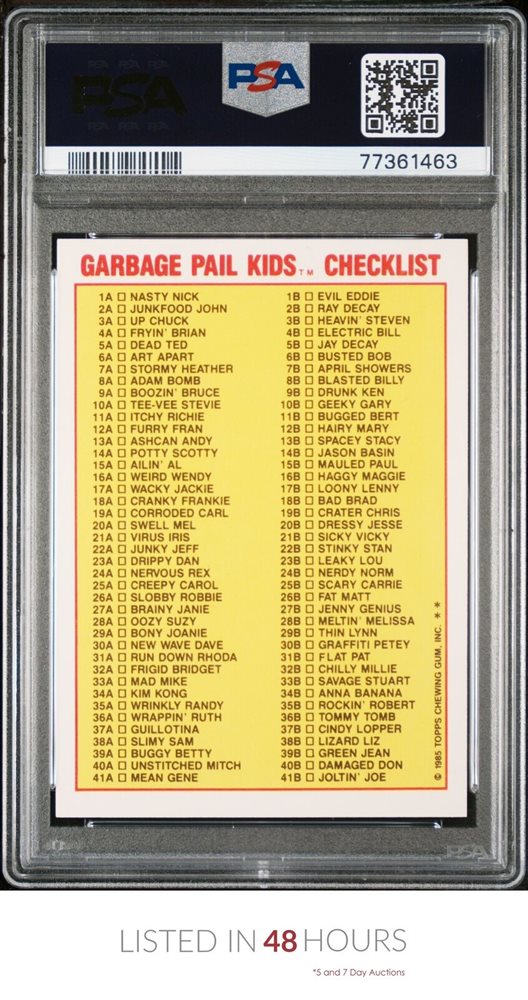 PSA
PSA
77361463
GARBAGE PAIL KIDS TM CHECKLIST
1A □ NASTY NICK
2A □ JUNKFOOD JOHN
3A □ UP CHUCK
4A □ FRYIN' BRIAN
5A □ DEAD TED
6A □ ART APART
7A □ STORMY HEATHER
8A □ ADAM BOMB
9A □ BOOZIN' BRUCE
10A □ TEE-VEE STEVIE
11A □ ITCHY RICHIE
12A □ FURRY FRAN
13A □ ASHCAN ANDY
14A □ POTTY SCOTTY
15A □ AILIN' AL
16A □ WEIRD WENDY
17A □ WACKY JACKIE
18A □ CRANKY FRANKIE
19A □ CORRODED CARL
20A □ SWELL MEL
21A □ VIRUS IRIS
22A □ JUNKY JEFF
23A □ DRIPPY DAN
24A □ NERVOUS REX
25A □ CREEPY CAROL
26A □ SLOBBY ROBBIE
27A □ BRAINY JANIE
28A □ OOZY SUZY
29A □ BONY JOANIE
30A □ NEW WAVE DAVE
31A □ RUN DOWN RHODA
32A □ FRIGID BRIDGET
33A □ MAD MIKE
34A □ KIM KONG
35A □ WRINKLY RANDY
36A □ WRAPPIN' RUTH
37A □ GUILLOTINA
38A □ SLIMY SAM
39A □ BUGGY BETTY
40A □ UNSTITCHED MITCH
41A □ MEAN GENE
1B □ EVIL EDDIE
2B □ RAY DECAY
3B □ HEAVIN' STEVEN
4B □ ELECTRIC BILL
5B □ JAY DECAY
6B □ BUSTED BOB
7B □ APRIL SHOWERS
8B □ BLASTED BILLY
9B □ DRUNK KEN
10B □ GEEKY GARY
11B □ BUGGED BERT
12B □ HAIRY MARY
13B □ SPACEY STACY
14B □ JASON BASIN
15B □ MAULED PAUL
16B □ HAGGY MAGGIE
17B □ LOONY LENNY
18B □ BAD BRAD
19B □ CRATER CHRIS
20B □ DRESSY JESSE
21B □ SICKY VICKY
22B □ STINKY STAN
23B □ LEAKY LOU
24B □ NERDY NORM
25B □ SCARY CARRIE
26B □ FAT MATT
27B □ JENNY GENIUS
28B □ MELTIN' MELISSA
29B □ THIN LYNN
30B □ GRAFFITI PETEY
31B □ FLAT PAT
32B □ CHILLY MILLIE
33B □ SAVAGE STUART
34B □ ANNA BANANA
35B □ ROCKIN' ROBERT
36B □ TOMMY TOMB
37B □ CINDY LOPPER
38B □ LIZARD LIZ
39B □ GREEN JEAN
40B □ DAMAGED DON
41B □ JOLTIN' JOE
© 1985 TOPPS CHEWING GUM, INC. * *
PSA
LISTED IN 48 HOURS
*5 and 7 Day Auctions